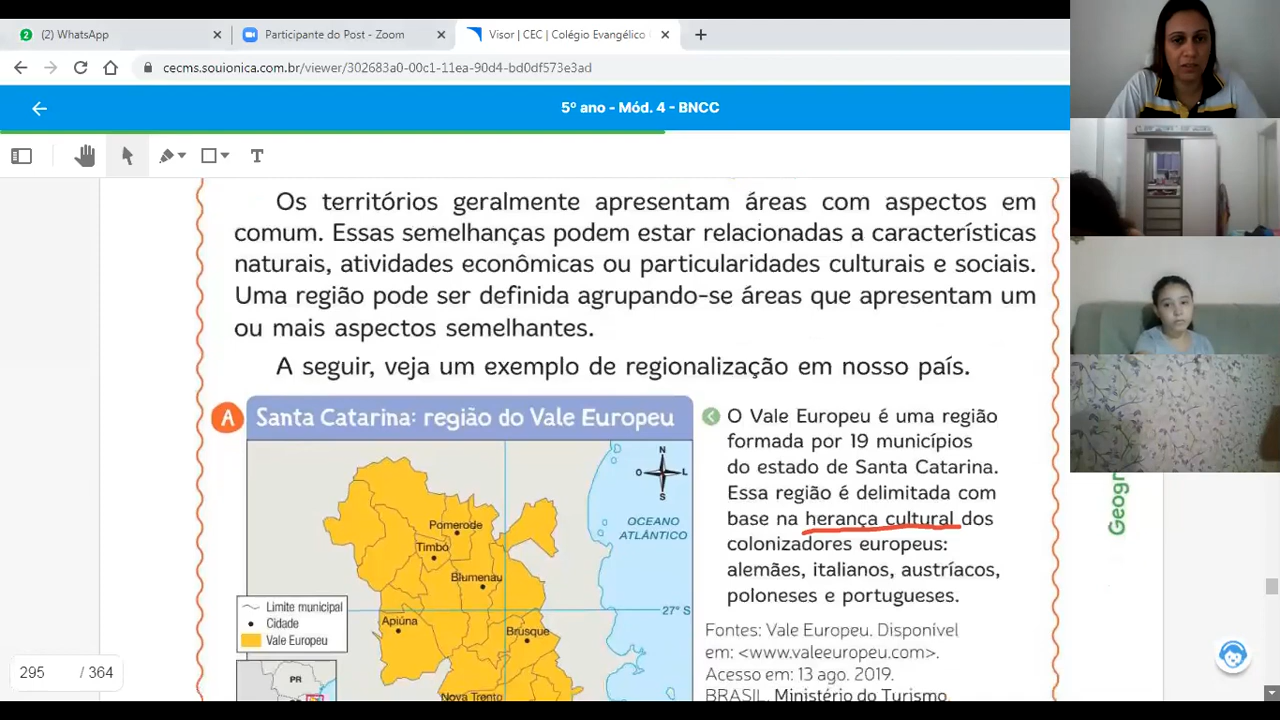 (2) WhatsApp
Participante do Post - Zoom
Visor | CEC | Colégio Evangélico
cecms.souionica.com.br/viewer/302683a0-00c1-11ea-90d4-bd0df573e3ad
5º ano - Mód. 4 - BNCC
T
Os territórios geralmente apresentam áreas com aspectos em
comum. Essas semelhanças podem estar relacionadas a características
naturais, atividades econômicas ou particularidades culturais e sociais.
Uma região pode ser definida agrupando-se áreas que apresentam um
ou mais aspectos semelhantes.
A seguir, veja um exemplo de regionalização em nosso país.
A Santa Catarina: região do Vale Europeu
N
O L
S
OCEANO
ATLÂNTICO
Pomerode
Timbó
Blumenau
27° S
Apiúna
Brusque
Nova Trento
Limite municipal
Cidade
Vale Europeu
PR
O Vale Europeu é uma região
formada por 19 municípios
do estado de Santa Catarina.
Essa região é delimitada com
base na herança cultural dos
colonizadores europeus:
alemães, italianos, austríacos,
poloneses e portugueses.
Fontes: Vale Europeu. Disponível
em: <www.valeeuropeu.com>.
Acesso em: 13 ago. 2019.
BRASIL. Ministério do Turismo.
Geogr
295 / 364